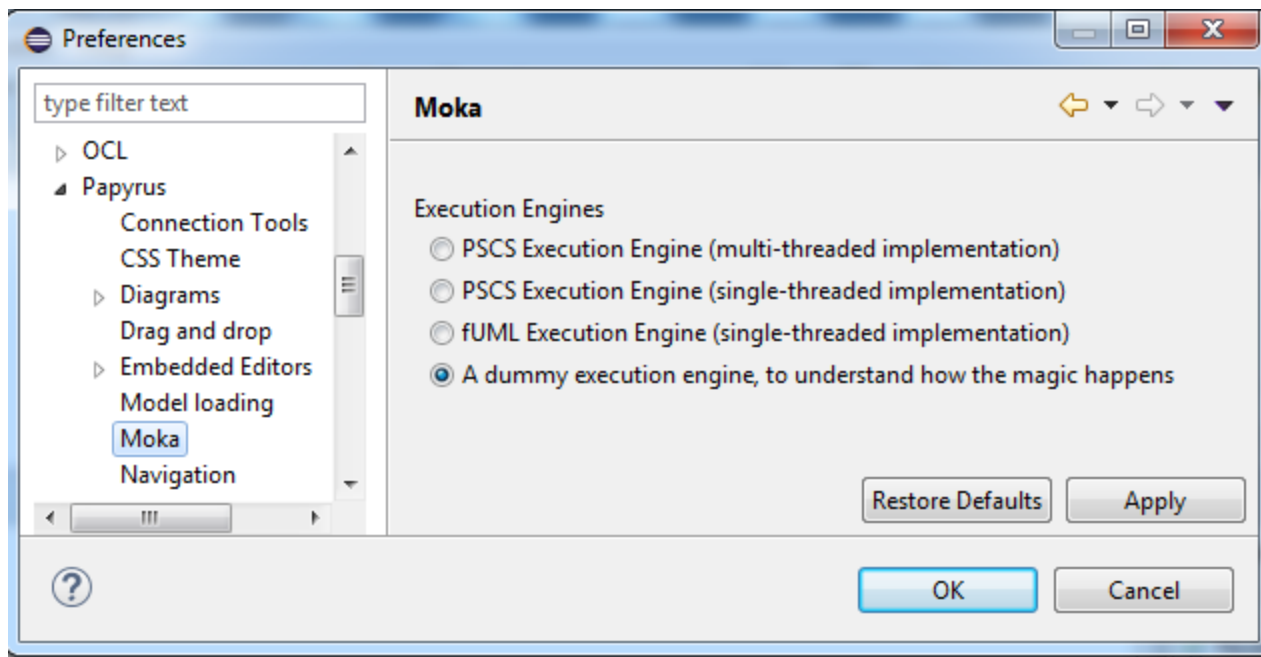 Preferences
type filter text
OCL
Papyrus
Connection Tools
CSS Theme
Diagrams
Drag and drop
Embedded Editors
Model loading
Moka
Navigation
Moka
Execution Engines
PSCS Execution Engine (multi-threaded implementation)
PSCS Execution Engine (single-threaded implementation)
fUML Execution Engine (single-threaded implementation)
A dummy execution engine, to understand how the magic happens
Restore Defaults Apply
? OK Cancel